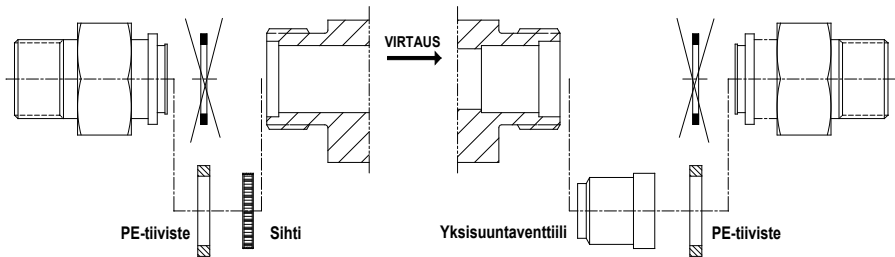 VIRTAUS
PE-tiiviste
Sihti
Yksisuuntaventtiili
PE-tiiviste